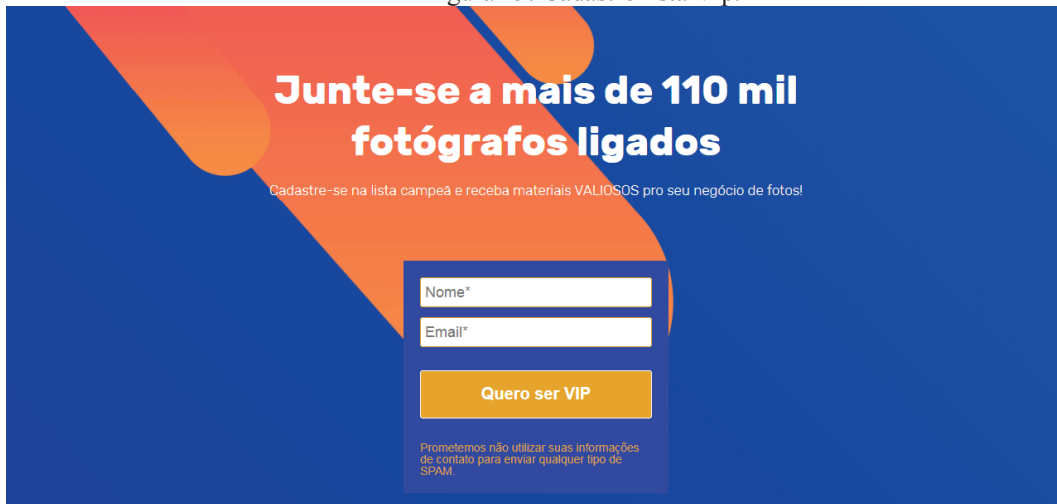 Junte-se a mais de 110 mil
fotógrafos ligados
Cadastre-se na lista campeã e receba materiais VALIOSOS pro seu negócio de fotos!
Nome*
Email*
Quero ser VIP
Prometemos não utilizar suas informações
de contato para enviar qualquer tipo de
SPAM.